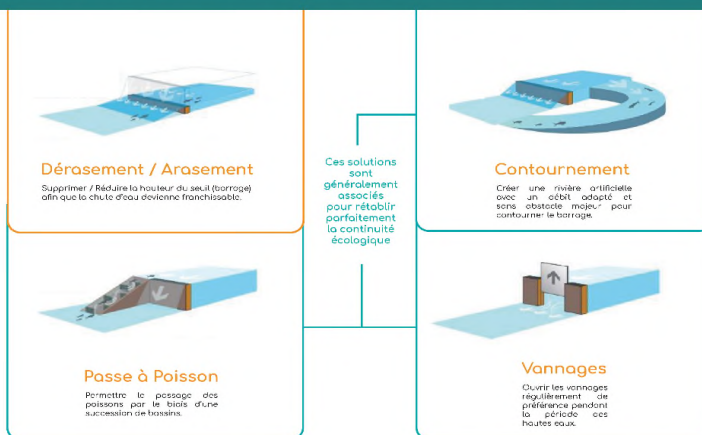 Dérasement / Arasement
Supprimer / Réduire la hauteur du seuil (barrage)
afin que la chute d'eau devienne franchissable.
Ces solutions
sont
généralement
associés
pour rétablir
parfaitement
la continuité
écologique
Contournement
Créer une rivière artificielle
avec un débit adapté et
sans obstacle majeur pour
contourner le barrage.
Passe à Poisson
Permettre le passage des
poissons par le biais d'une
succession de bassins.
Vannages
Ouvrir les vannages
régulièrement de
préférence pendant
la période des
hautes eaux.